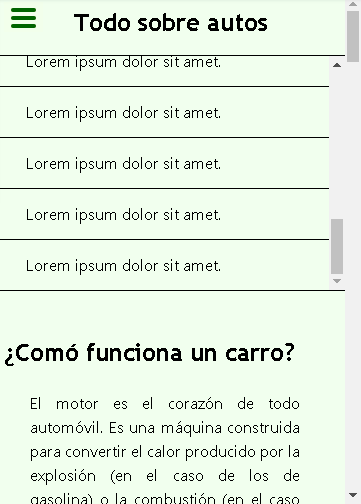 Todo sobre autos
Lorem ipsum dolor sit amet.
Lorem ipsum dolor sit amet.
Lorem ipsum dolor sit amet.
Lorem ipsum dolor sit amet.
Lorem ipsum dolor sit amet.
¿Comó funciona un carro?
El motor es el corazón de todo
automóvil. Es una máquina construida
para convertir el calor producido por la
explosión (en el caso de los de
gasolina) o la combustión (en el caso